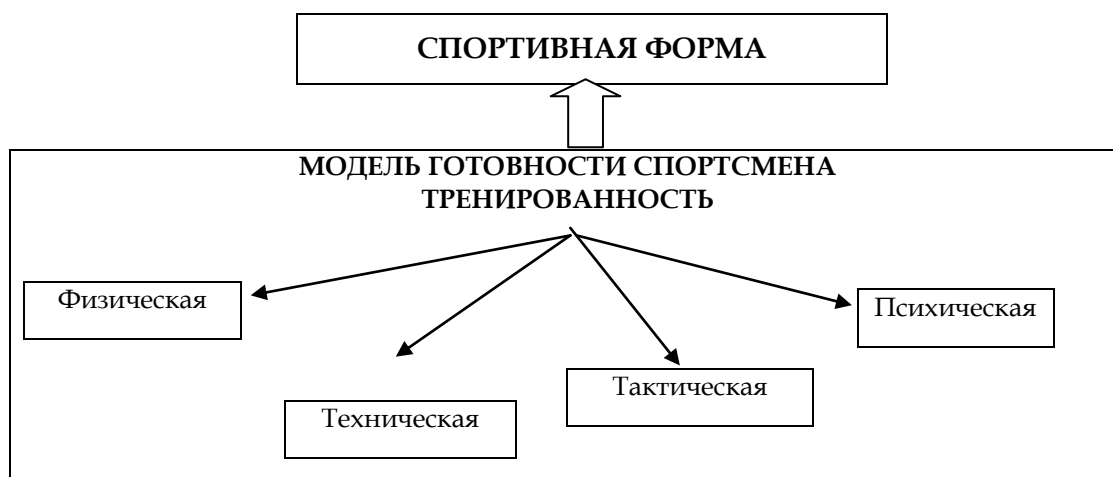 СПОРТИВНАЯ ФОРМА
МОДЕЛЬ ГОТОВНОСТИ СПОРТСМЕНА
ТРЕНИРОВАННОСТЬ
Физическая
Психическая
Тактическая
Техническая